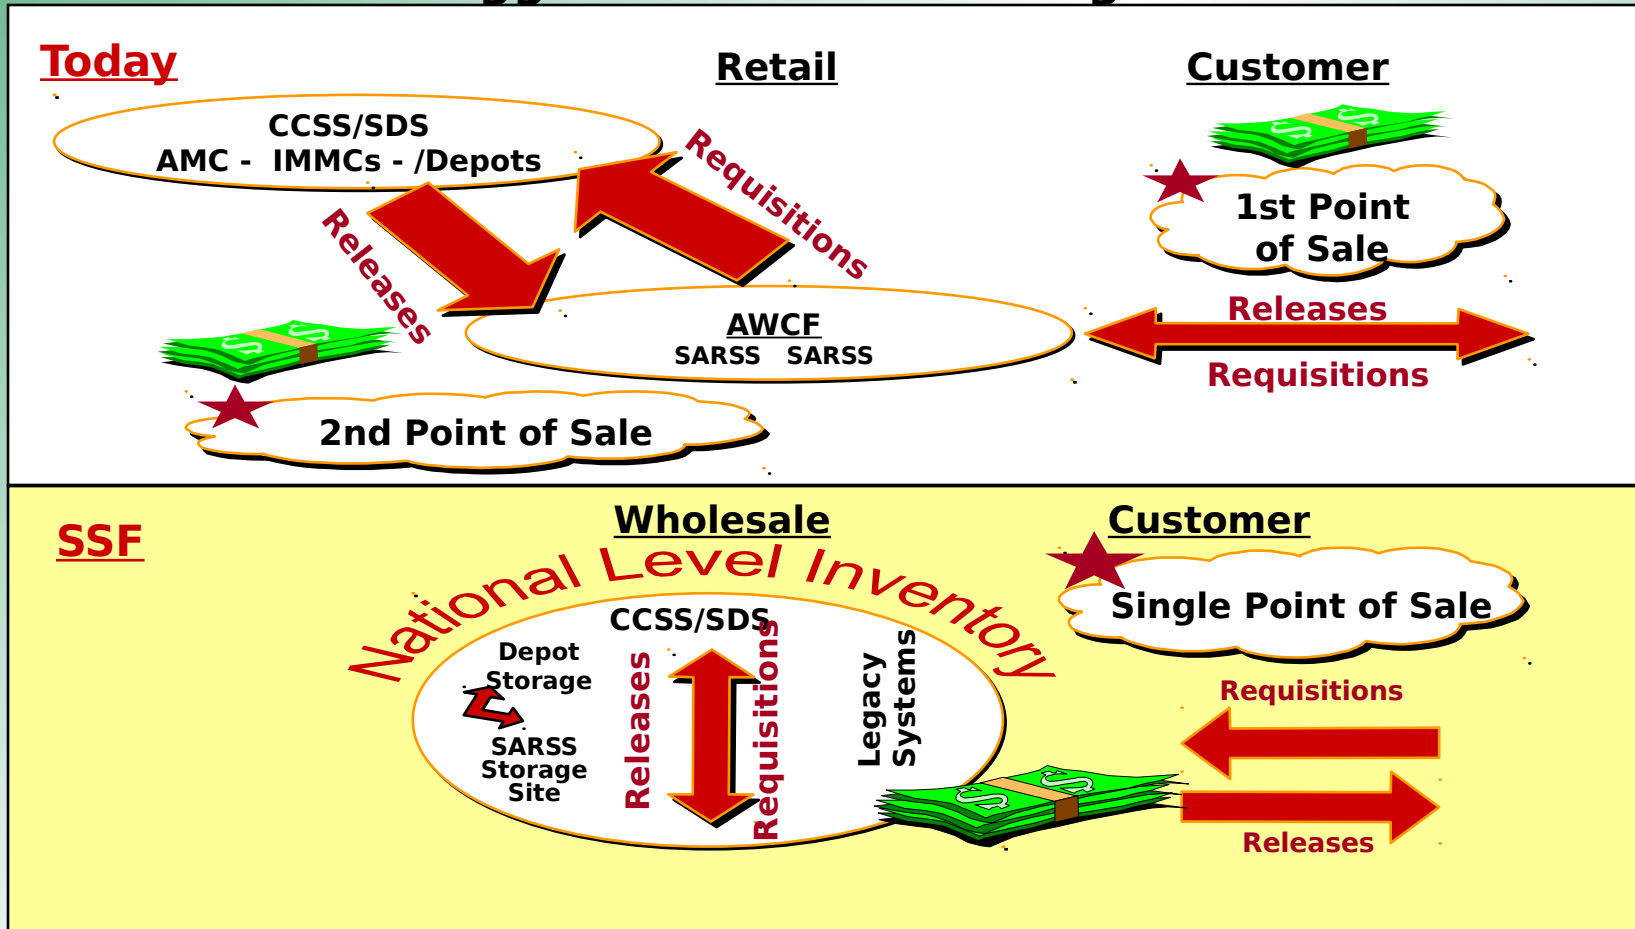 Today
Retail
Customer
CCSS/SDS
AMC - IMMCs - /Depots
Requisitions
Releases
1st Point
of Sale
AWCF
SARSS SARSS
Releases
Requisitions
2nd Point of Sale
SSF
Wholesale
Customer
National Level Inventory
CCSS/SDS
Depot
Storage
SARSS
Storage
Site
Releases
Requisitions
Legacy
Systems
Single Point of Sale
Requisitions
Releases